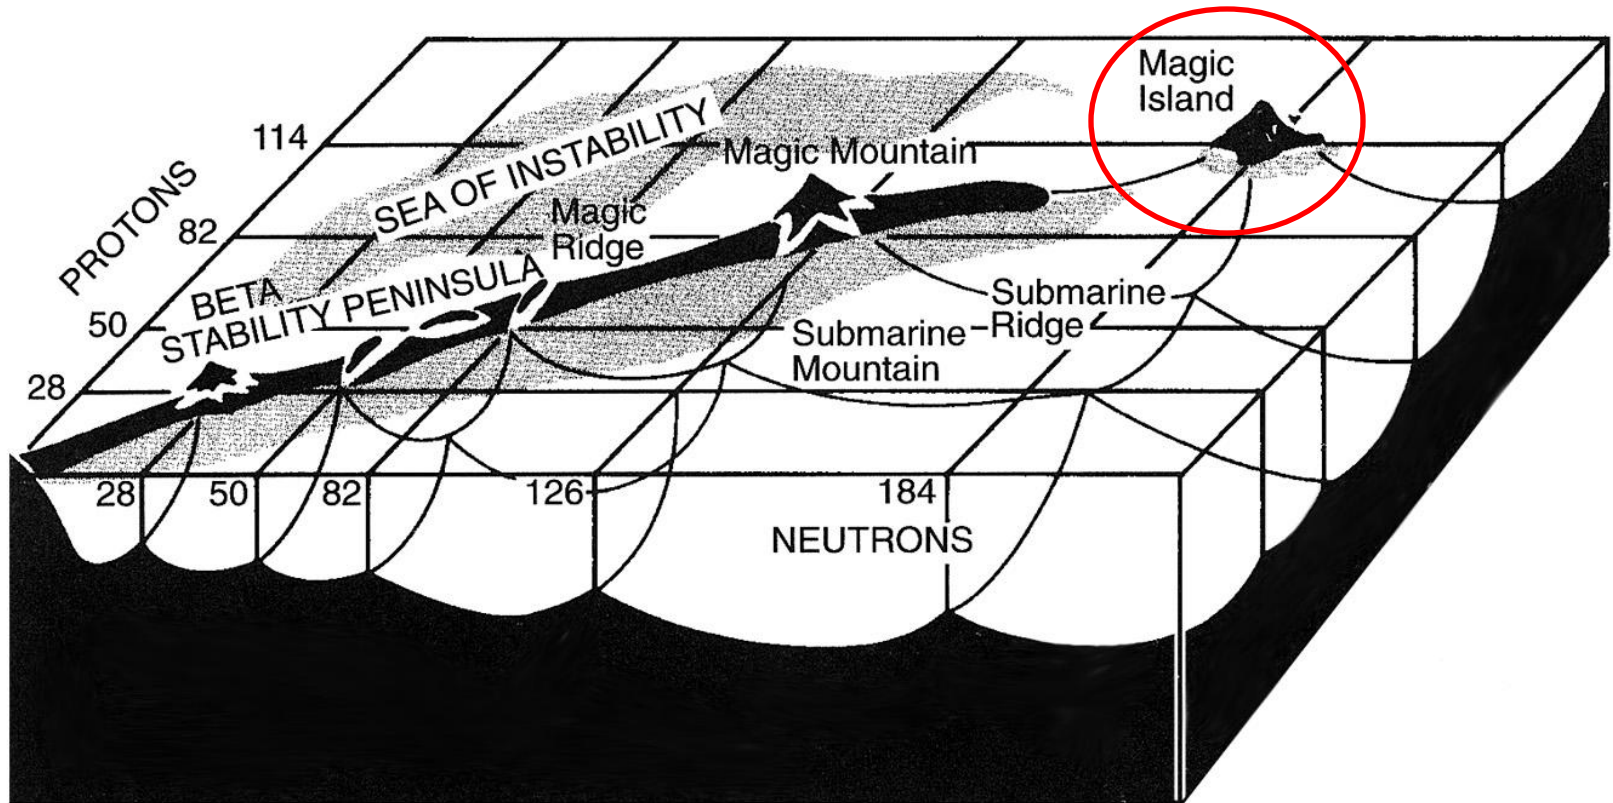 Magic
Island
114
SEA OF INSTABILITY
Magic Mountain
PROTONS
82
Magic
Ridge
BETA
STABILITY PENINSULA
50
Submarine
Ridge
Submarine
Mountain
28
28
50
82
126
184
NEUTRONS